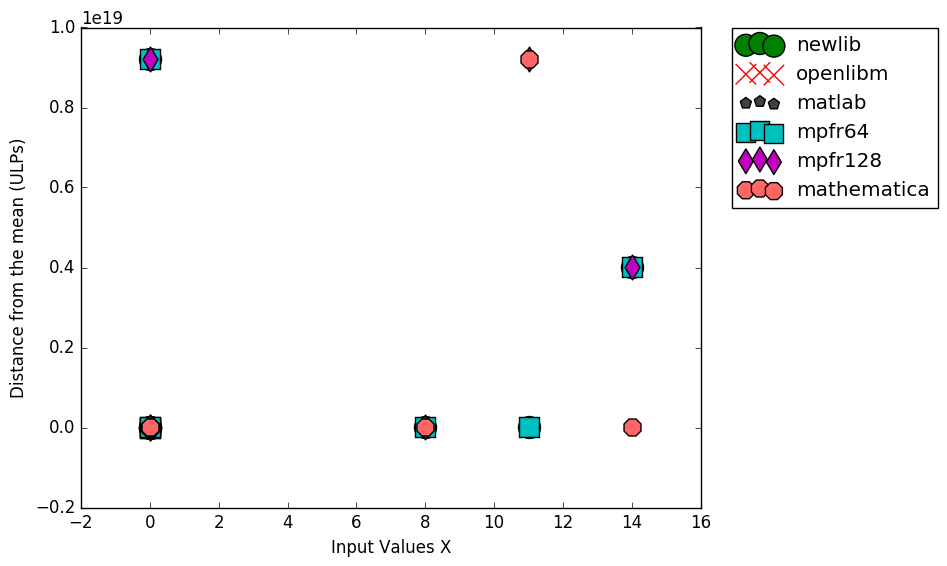 1e19
1.0
0.8
0.6
0.4
0.2
0.0
−0.2
Distance from the mean (ULPs)
−2 0 2 4 6 8 10 12 14 16
Input Values X
newlib
openlibm
matlab
mpfr64
mpfr128
mathematica